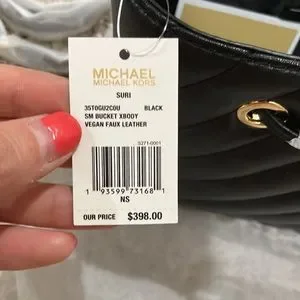 MICHAEL
MICHAEL KORS
SURI
35T0GU2C0U BLACK
SM BUCKET XBODY
VEGAN FAUX LEATHER
5271-0001
1 93599 73168 1
NS
OUR PRICE $398.00